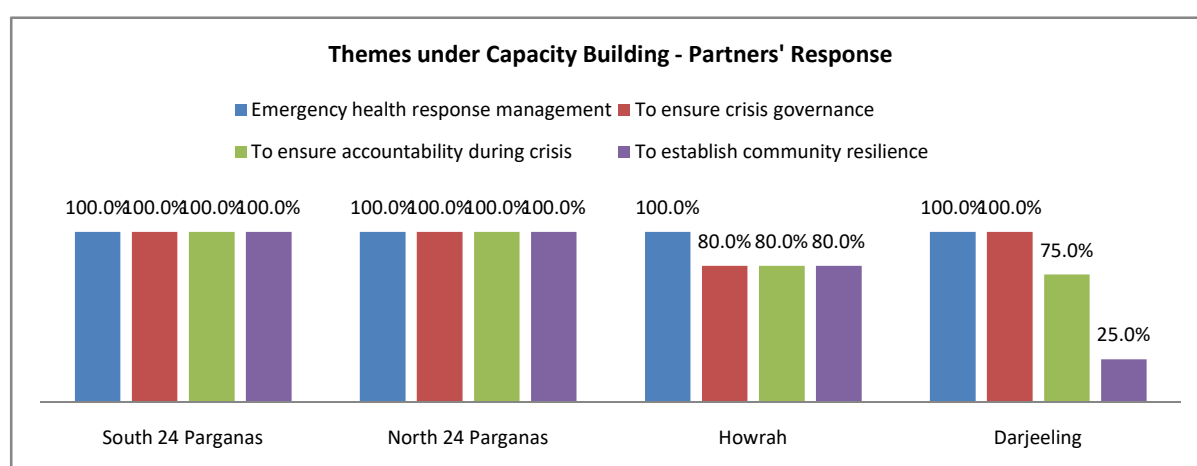 Themes under Capacity Building - Partners' Response
Emergency health response management To ensure crisis governance
To ensure accountability during crisis To establish community resilience
100.0% 100.0% 100.0% 100.0% 100.0% 100.0% 100.0% 100.0% 100.0% 100.0% 100.0%
80.0% 80.0% 80.0% 75.0%
25.0%
South 24 Parganas North 24 Parganas Howrah Darjeeling